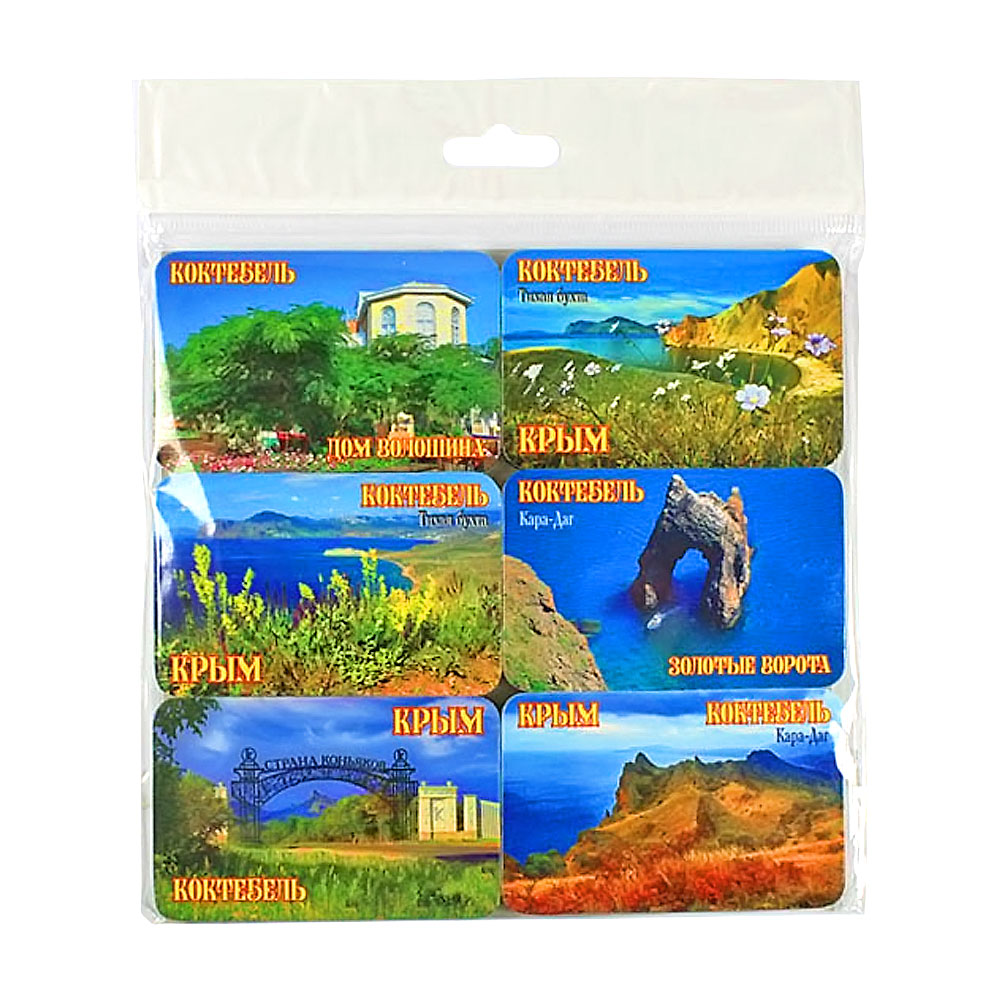 КОКТЕБЕЛЬ
ДОМ ВОЛОШИНА
КОКТЕБЕЛЬ
Тихая бухта
КРЫМ
КОКТЕБЕЛЬ
Тихая бухта
КРЫМ
КОКТЕБЕЛЬ
Кара-Даг
ЗОЛОТЫЕ ВОРОТА
КРЫМ
СТРАНА КОНЬЯКОВ
КОКТЕБЕЛЬ
КРЫМ
КОКТЕБЕЛЬ
Кара-Даг